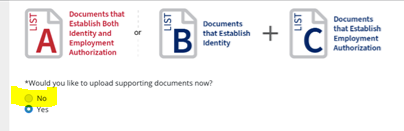 LIST
A
Documents that
Establish Both
Identity and
Employment
Authorization
or
LIST
B
Documents
that Establish
Identity
+
LIST
C
Documents
that Establish
Employment
Authorization
*Would you like to upload supporting documents now?
No
Yes